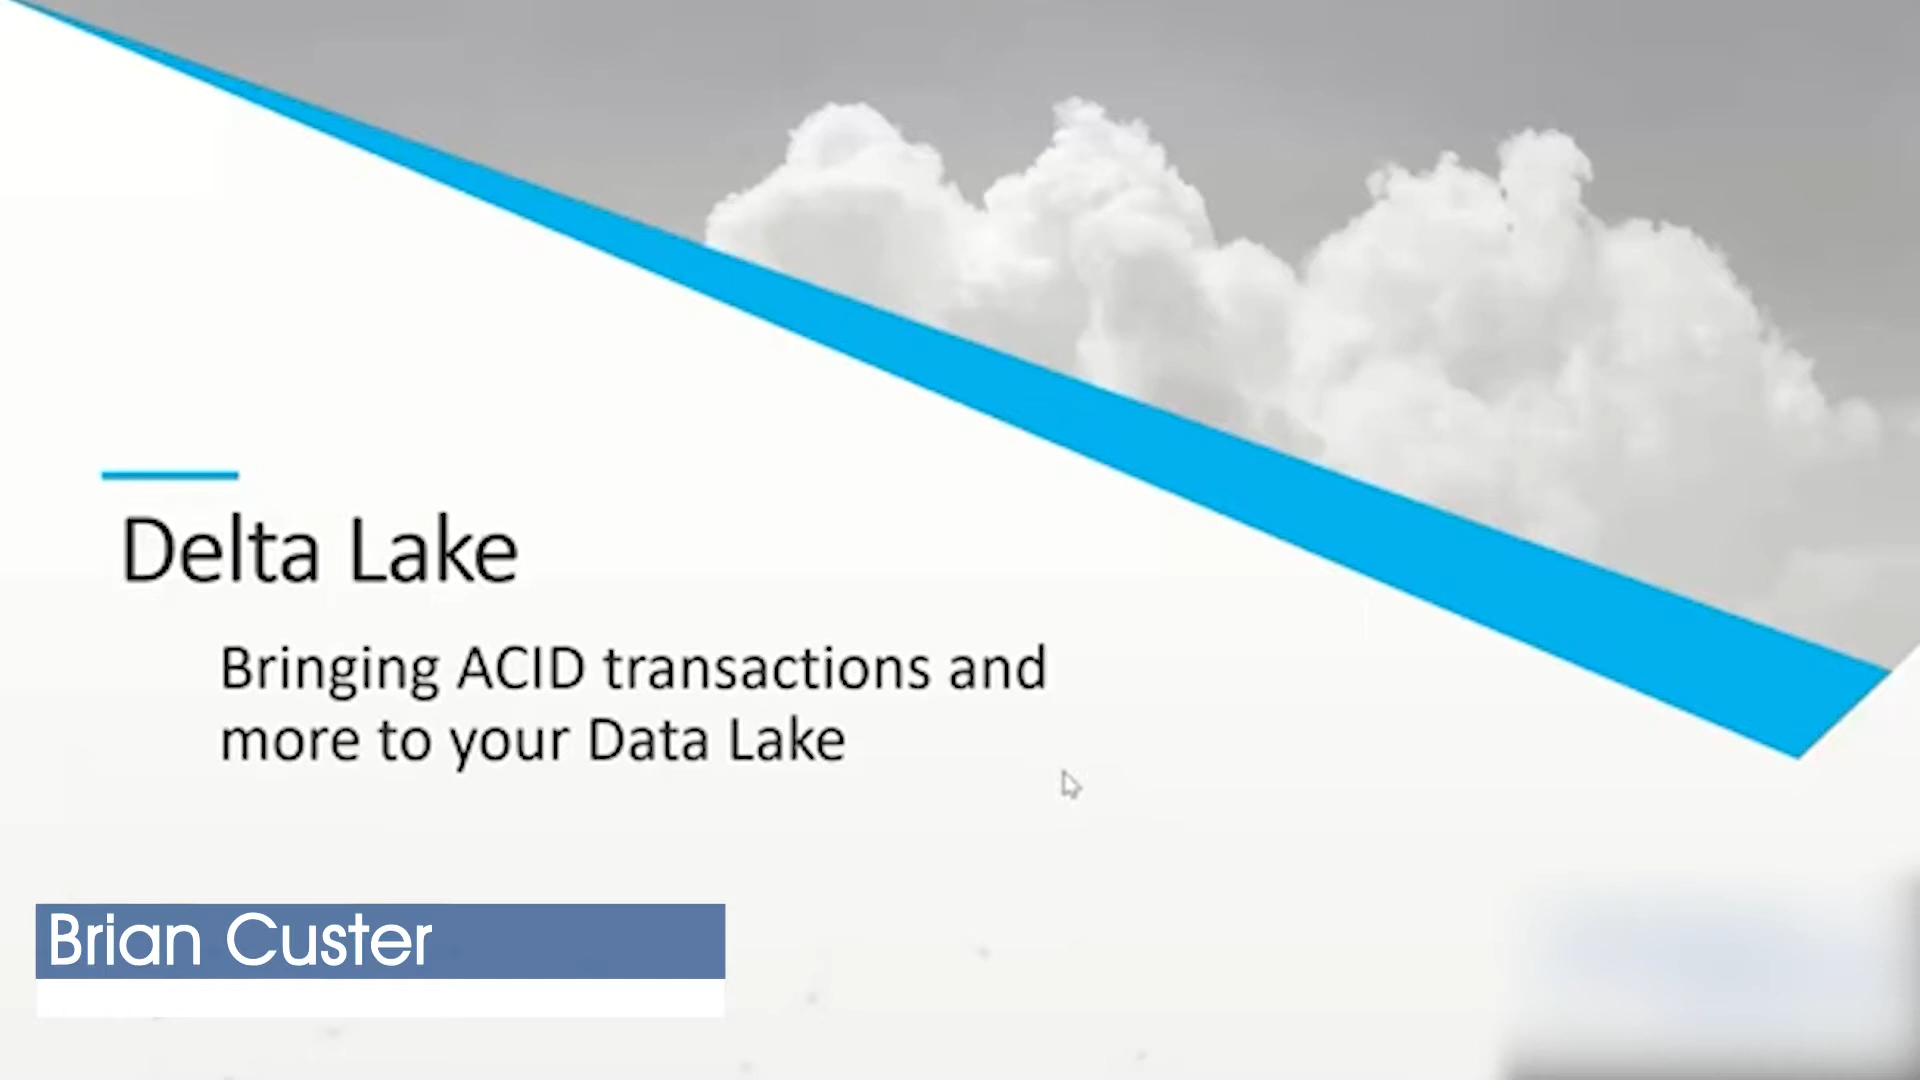 Delta Lake
Bringing ACID transactions and
more to your Data Lake
Brian Custer